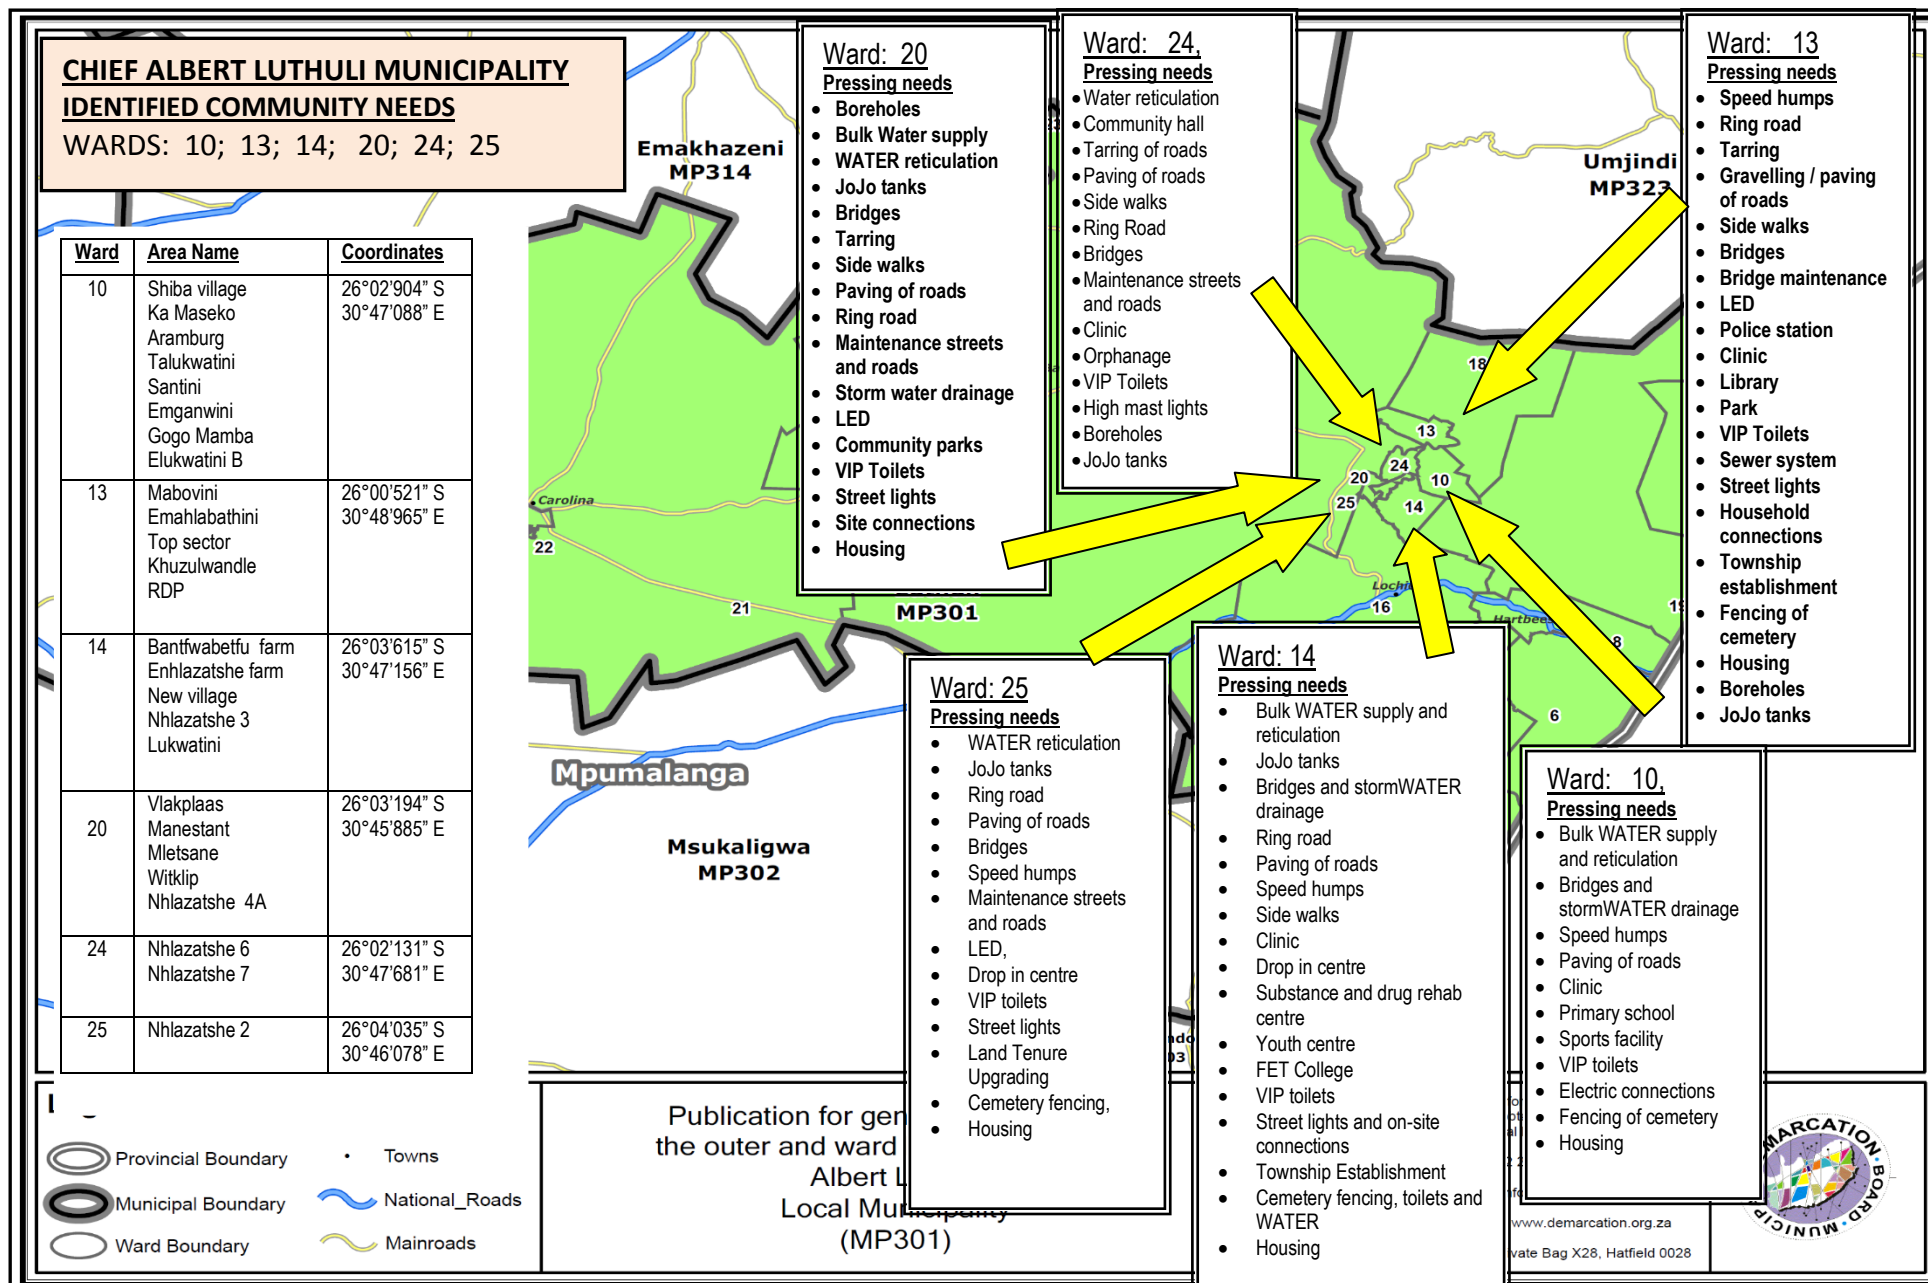 CHIEF ALBERT LUTHULI MUNICIPALITY
IDENTIFIED COMMUNITY NEEDS
WARDS: 10; 13; 14; 20; 24; 25
Ward Area Name Coordinates
10 Shiba village 26°02’904” S
Ka Maseko 30°47’088” E
Aramburg
Talukwatini
Santini
Emganwini
Gogo Mamba
Elukwatini B
13 Mabovini 26°00’521” S
Emahlabathini 30°48’965” E
Top sector
Khuzulwandle
RDP
14 Bantfwabetfu farm 26°03’615” S
Enhlazatshe farm 30°47’156” E
New village
Nhlazatshe 3
Lukwatini
Vlakplaas 26°03’194” S
20 Manestant 30°45’885” E
Mletsane
Witklip
Nhlazatshe 4A
24 Nhlazatshe 6 26°02’131” S
Nhlazatshe 7 30°47’681” E
25 Nhlazatshe 2 26°04’035” S
30°46’078” E
Ward: 20
Pressing needs
• Boreholes
• Bulk Water supply
• WATER reticulation
• JoJo tanks
• Bridges
• Tarring
• Side walks
• Paving of roads
• Ring road
• Maintenance streets
and roads
• Storm water drainage
• LED
• Community parks
• VIP Toilets
• Street lights
• Site connections
• Housing
Ward: 24,
Pressing needs
• Water reticulation
• Community hall
• Tarring of roads
• Paving of roads
• Side walks
• Ring Road
• Bridges
• Maintenance streets
and roads
• Clinic
• Orphanage
• VIP Toilets
• High mast lights
• Boreholes
• JoJo tanks
Ward: 13
Pressing needs
• Speed humps
• Ring road
• Tarring
• Gravelling / paving
of roads
• Side walks
• Bridges
• Bridge maintenance
• LED
• Police station
• Clinic
• Library
• Park
• VIP Toilets
• Sewer system
• Street lights
• Household
connections
• Township
establishment
• Fencing of
cemetery
• Housing
• Boreholes
• JoJo tanks
Ward: 25
Pressing needs
• WATER reticulation
• JoJo tanks
• Ring road
• Paving of roads
• Bridges
• Speed humps
• Maintenance streets
and roads
• LED,
• Drop in centre
• VIP toilets
• Street lights
• Land Tenure
Upgrading
• Cemetery fencing,
• Housing
Ward: 14
Pressing needs
• Bulk WATER supply and
reticulation
• JoJo tanks
• Bridges and stormWATER
drainage
• Ring road
• Paving of roads
• Speed humps
• Side walks
• Clinic
• Drop in centre
• Substance and drug rehab
centre
• Youth centre
• FET College
• VIP toilets
• Street lights and on-site
connections
• Township Establishment
• Cemetery fencing, toilets and
WATER
• Housing
Ward: 10,
Pressing needs
• Bulk WATER supply
and reticulation
• Bridges and
stormWATER drainage
• Speed humps
• Paving of roads
• Clinic
• Primary school
• Sports facility
• VIP toilets
• Electric connections
• Fencing of cemetery
• Housing
Emakhazeni
MP314
Umjindi
MP323
18
13
24
20
10
25
14
Carolina
22
21
MP301
16
8
6
Mpumalanga
Msukaligwa
MP302
Provincial Boundary
Municipal Boundary
Ward Boundary
Towns
National_Roads
Mainroads
Publication for gen
the outer and ward
Albert L
Local Municipality
(MP301)
www.demarcation.org.za
vate Bag X28, Hatfield 0028